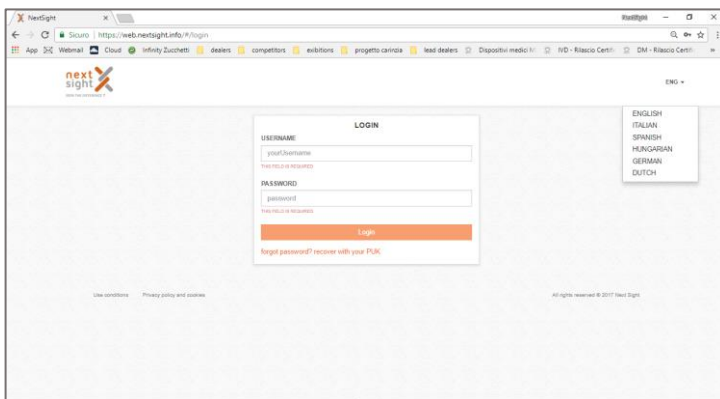 NextSight
Sicuro | https://web.nextsight.info/#/login
App Webmail Cloud Infinity Zucchetti dealers competitors exibitions progetto carinzia lead dealers Dispositivi medici IVD - Rilascio Certifi DM - Rilascio Certifi
next
sight
ENG
ENGLISH
ITALIAN
SPANISH
HUNGARIAN
GERMAN
DUTCH
LOGIN
USERNAME
yourUsername
THIS FIELD IS REQUIRED
PASSWORD
password
THIS FIELD IS REQUIRED
Login
forgot password? recover with your PUK
Use conditions Privacy policy and cookies
All rights reserved © 2017 Next Sight